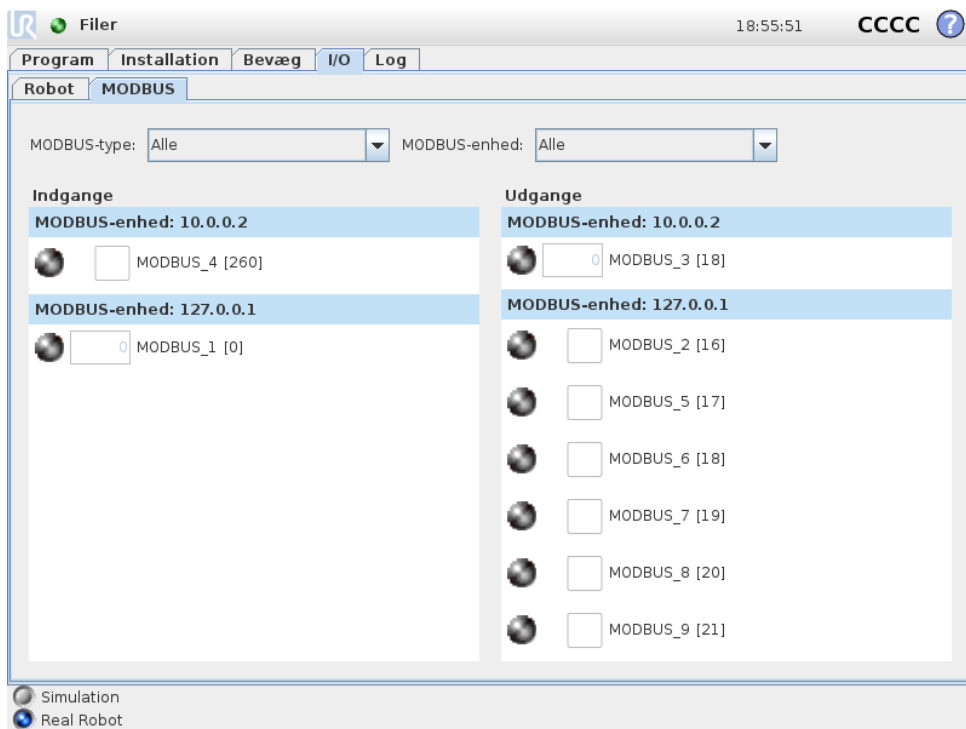 UR Filer 18:55:51 CCCC ?
Program Installation Bevæg I/O Log
Robot MODBUS
MODBUS-type: Alle MODBUS-enhed: Alle
Indgange
MODBUS-enhed: 10.0.0.2
MODBUS_4 [260]
MODBUS-enhed: 127.0.0.1
0 MODBUS_1 [0]
Udgange
MODBUS-enhed: 10.0.0.2
0 MODBUS_3 [18]
MODBUS-enhed: 127.0.0.1
MODBUS_2 [16]
MODBUS_5 [17]
MODBUS_6 [18]
MODBUS_7 [19]
MODBUS_8 [20]
MODBUS_9 [21]
Simulation
Real Robot